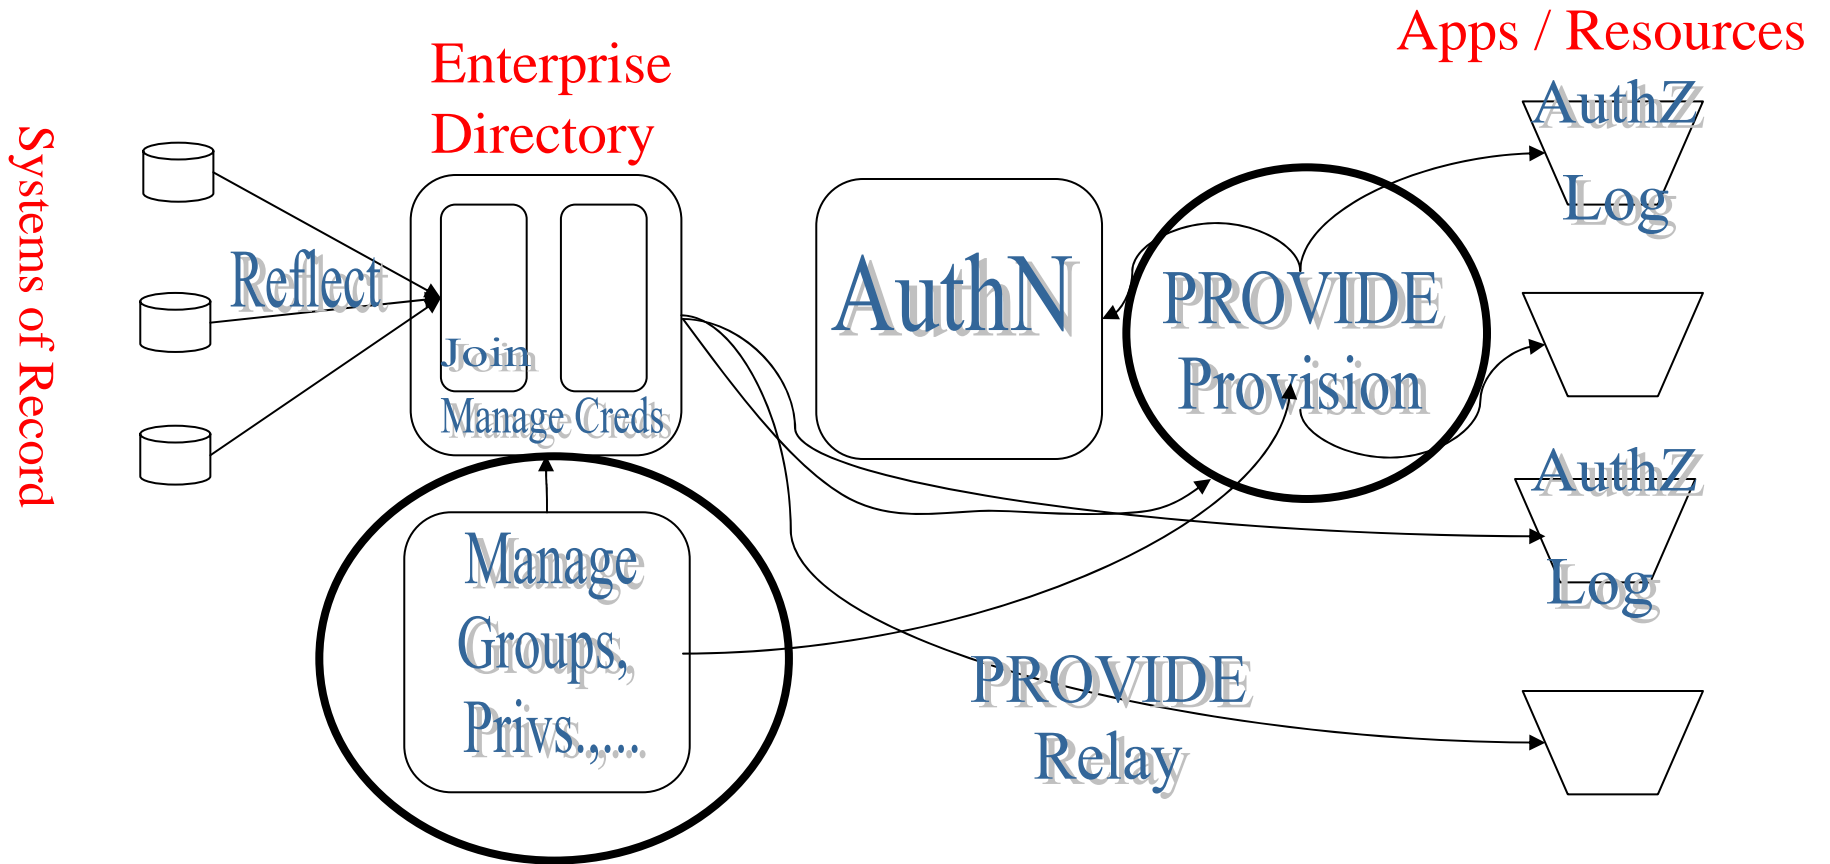 Apps / Resources
Enterprise
Directory
Systems of Record
Reflect
Join
Manage Creds
AuthN
PROVIDE
Provision
AuthZ
Log
AuthZ
Log
Manage
Groups,
Privs.,...
PROVIDE
Relay